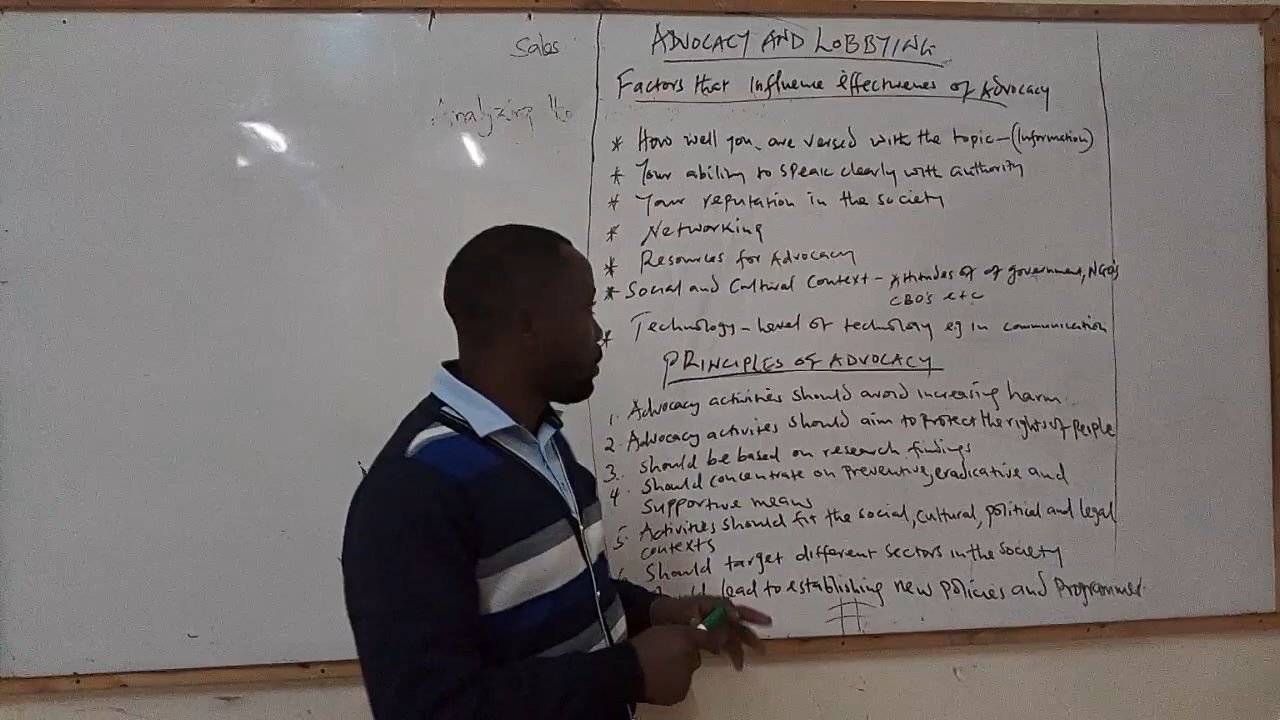 Sales
Analyzing to
ADVOCACY AND LOBBYING
Factors that Influence Effectiveness of Advocacy
* How well you are versed with the topic-(Information)
* Your ability to speak clearly with authority
* Your reputation in the society
* Networking
* Resources for Advocacy
* Social and Cultural Context - Attitudes of of government, NGO's
CBO's etc
* Technology - Level of technology eg in communication
PRINCIPLES OF ADVOCACY
1. Advocacy activities should avoid increasing harm.
2. Advocacy activites should aim to Protect the rights of people
3. Should be based on research findings
4. Should concentrate on preventive, eradicative and
supportive means
5. Activities should fit the social, cultural, political and legal
contexts
Should target different sectors in the society
lead to establishing new policies and Programmes